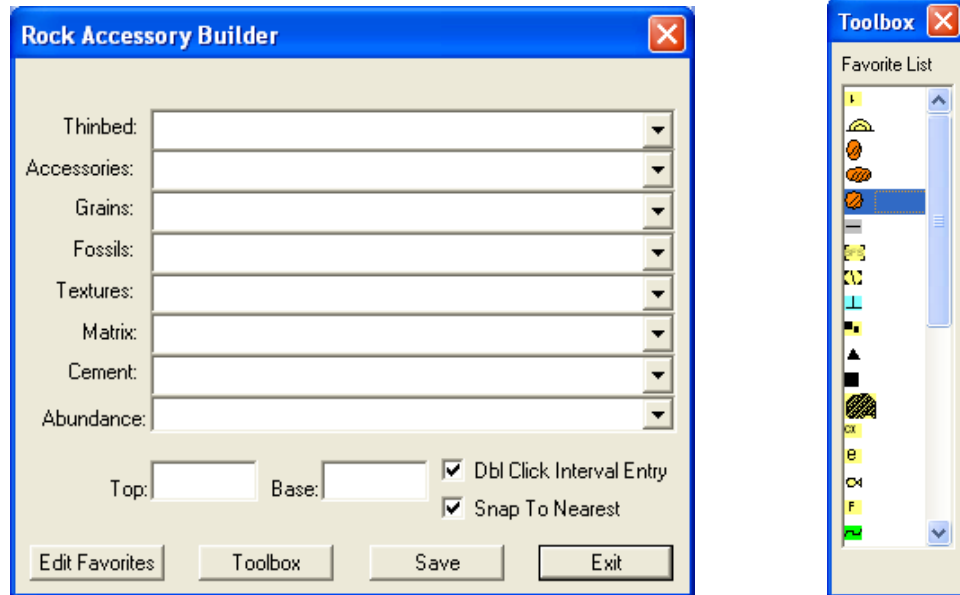 Rock Accessory Builder
Thinbed:
Accessories:
Grains:
Fossils:
Textures:
Matrix:
Cement:
Abundance:
Top: Base: Dbl Click Interval Entry
Snap To Nearest
Edit Favorites Toolbox Save Exit
Toolbox
Favorite List
e
F